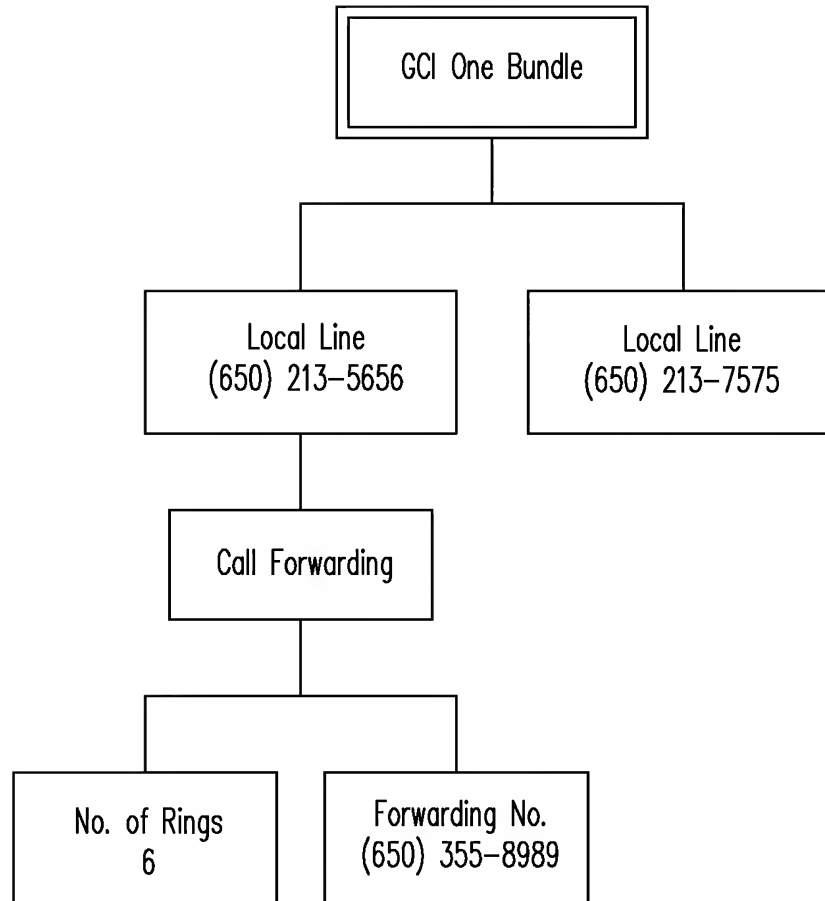 GCI One Bundle
Local Line
(650) 213-5656
Local Line
(650) 213-7575
Call Forwarding
No. of Rings
6
Forwarding No.
(650) 355-8989